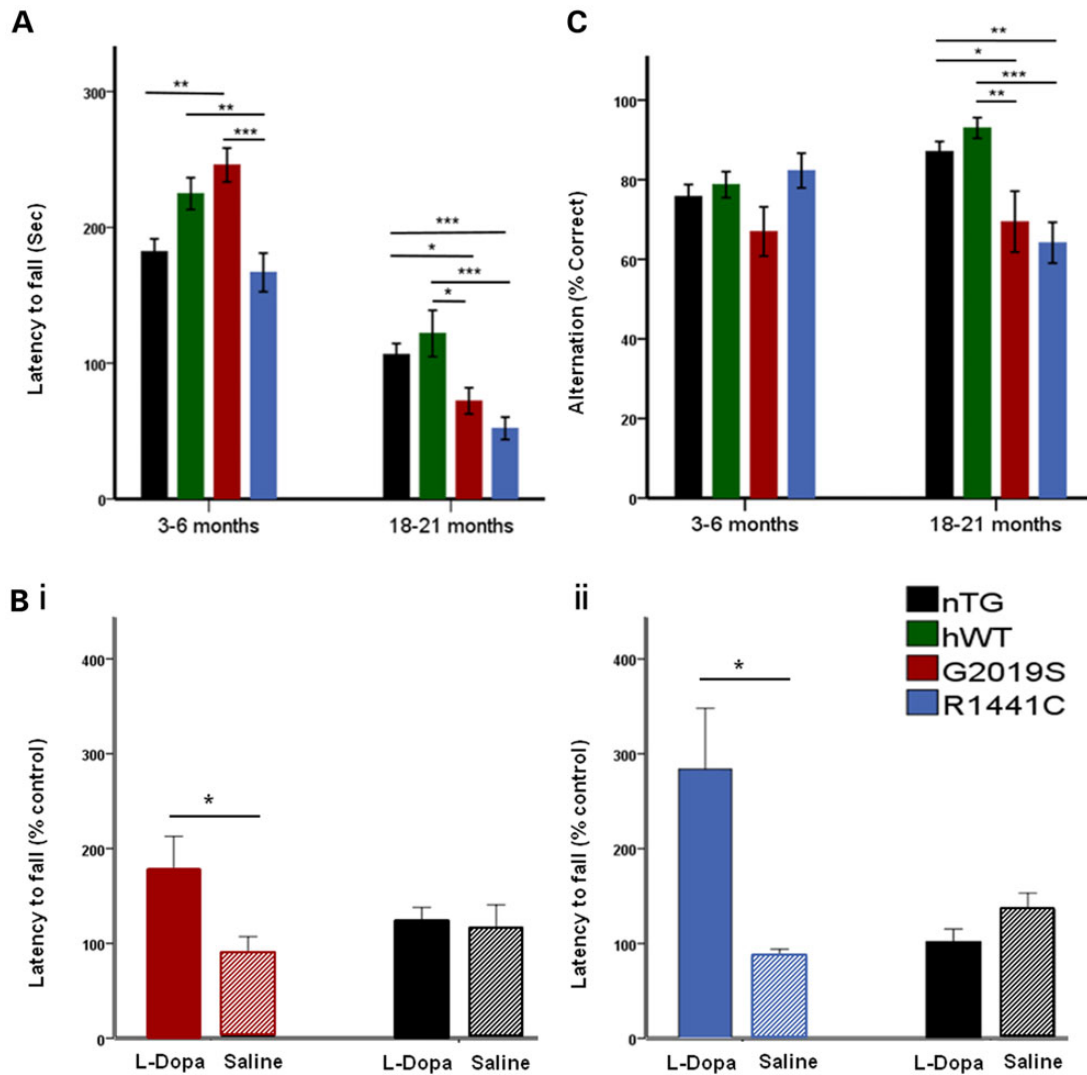 A
Latency to fall (Sec)
300
200
100
0
**
**
***
***
*
***
*
3-6 months
18-21 months
C
Alternation (% Correct)
100
80
60
40
20
0
**
*
***
**
3-6 months
18-21 months
B i
Latency to fall (% control)
400
300
200
100
0
*
L-Dopa Saline L-Dopa Saline
ii
Latency to fall (% control)
400
300
200
100
0
*
nTG
hWT
G2019S
R1441C
L-Dopa Saline L-Dopa Saline